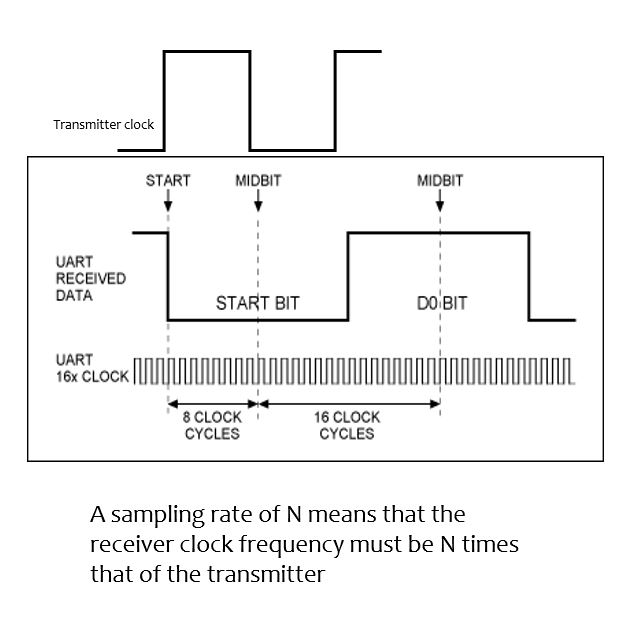 Transmitter clock
START MIDBIT MIDBIT
UART
RECEIVED
DATA
START BIT D0 BIT
UART
16x CLOCK
8 CLOCK
CYCLES
16 CLOCK
CYCLES
A sampling rate of N means that the
receiver clock frequency must be N times
that of the transmitter